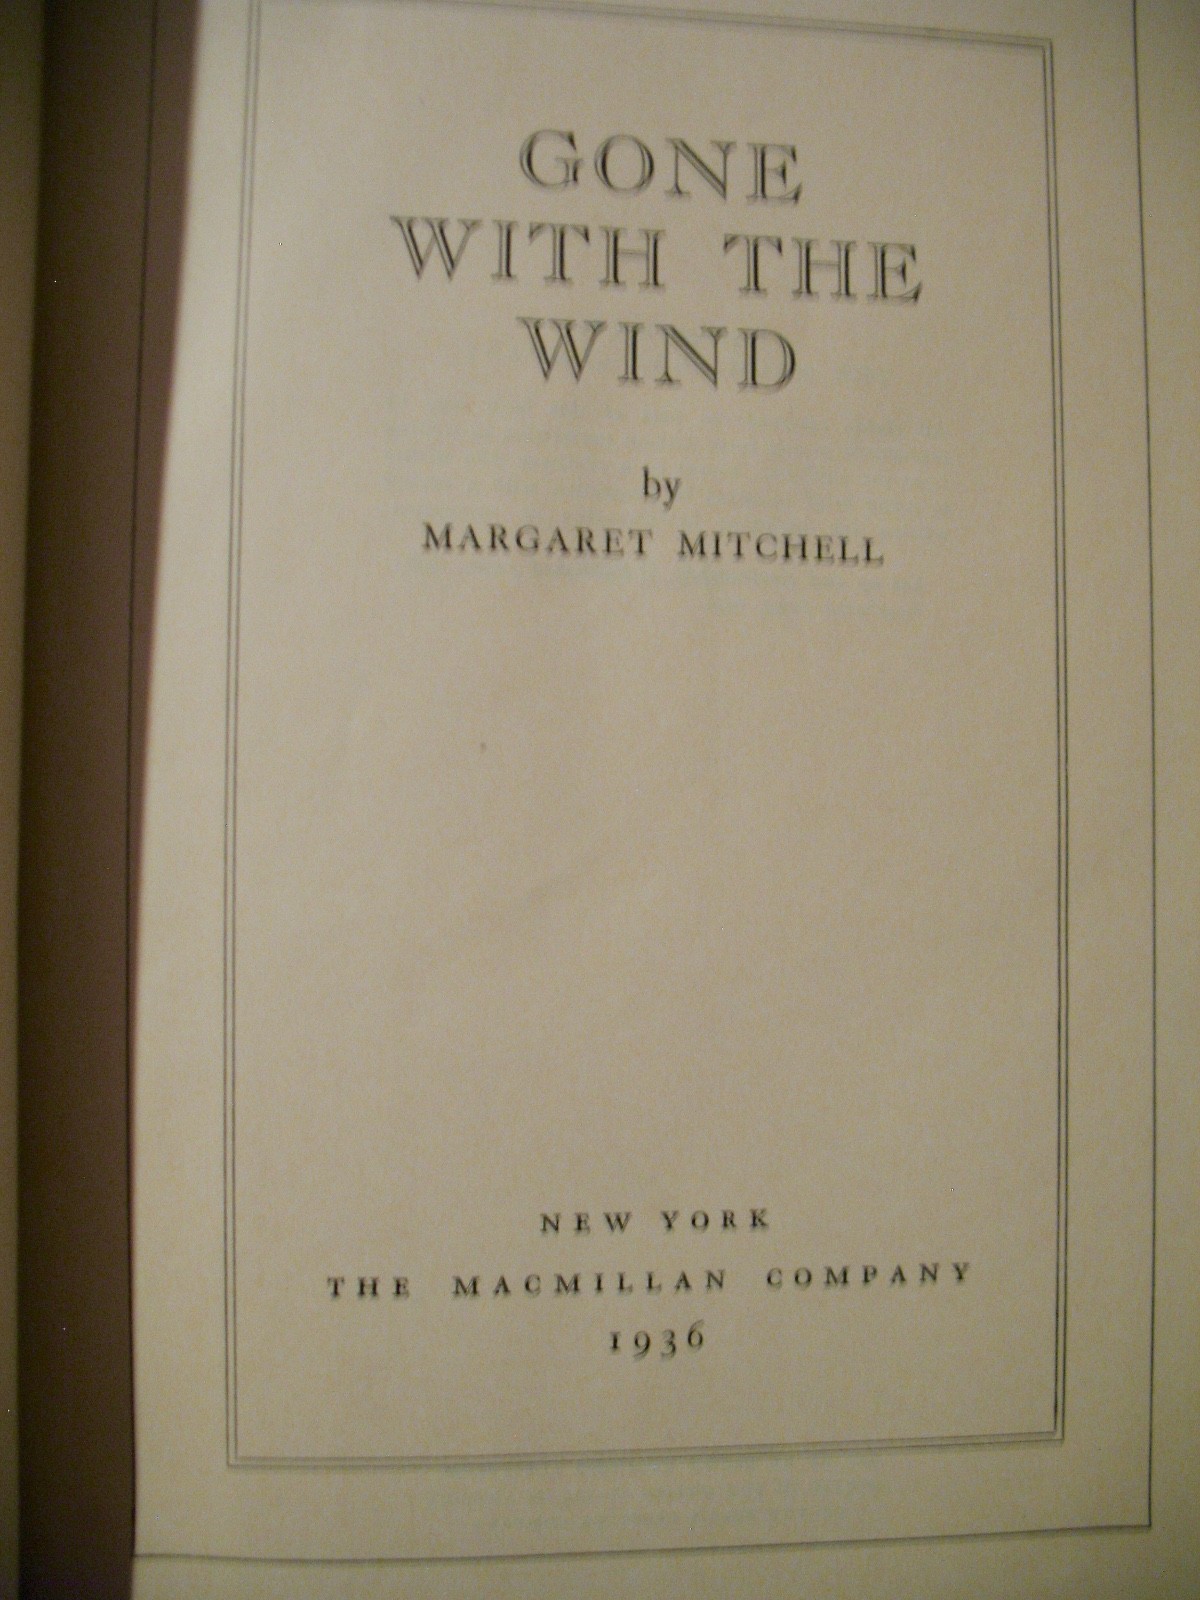 GONE
WITH THE
WIND
by
MARGARET MITCHELL
NEW YORK
THE MACMILLAN COMPANY
1936